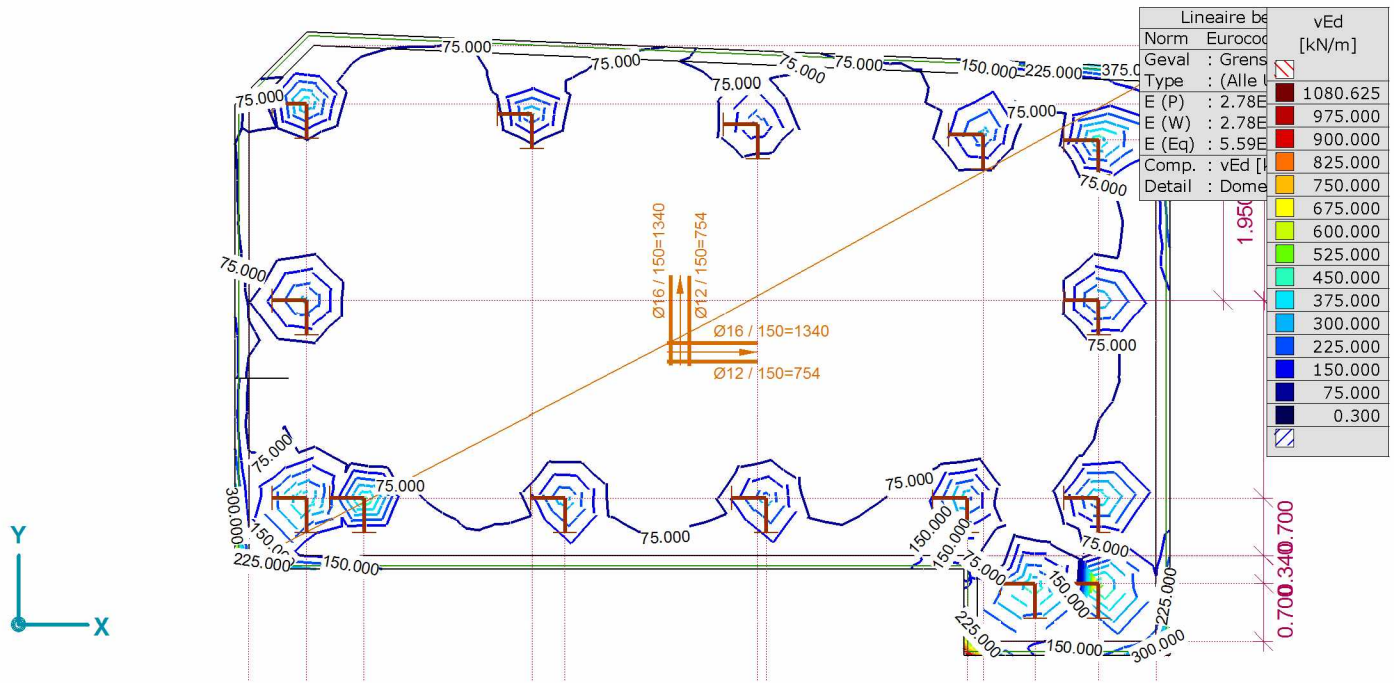 Lineaire be
Norm Eurocod
Geval : Grens
Type : (Alle
E (P) : 2.78E
E (W) : 2.78E
E (Eq) : 5.59E
Comp. : vEd [k
Detail : Dome
vEd
[kN/m]
1080.625
975.000
900.000
825.000
750.000
675.000
600.000
525.000
450.000
375.000
300.000
225.000
150.000
75.000
0.300
75.000
75.000
75.000
75.000
75.000
150.000
225.000
375.0
75.000
75.000
75.000
75.000
1.950
75.000
Ø16 / 150=1340
Ø12 / 150=754
Ø16 / 150=1340
Ø12 / 150=754
75.000
75.000
75.000
75.000
300.000
150.000
225.000
150.000
75.000
150.000
150.000
75.000
75.000
150.000
225.000
225.000
150.000
300.000
0.700
0.340
0.700
Y
X